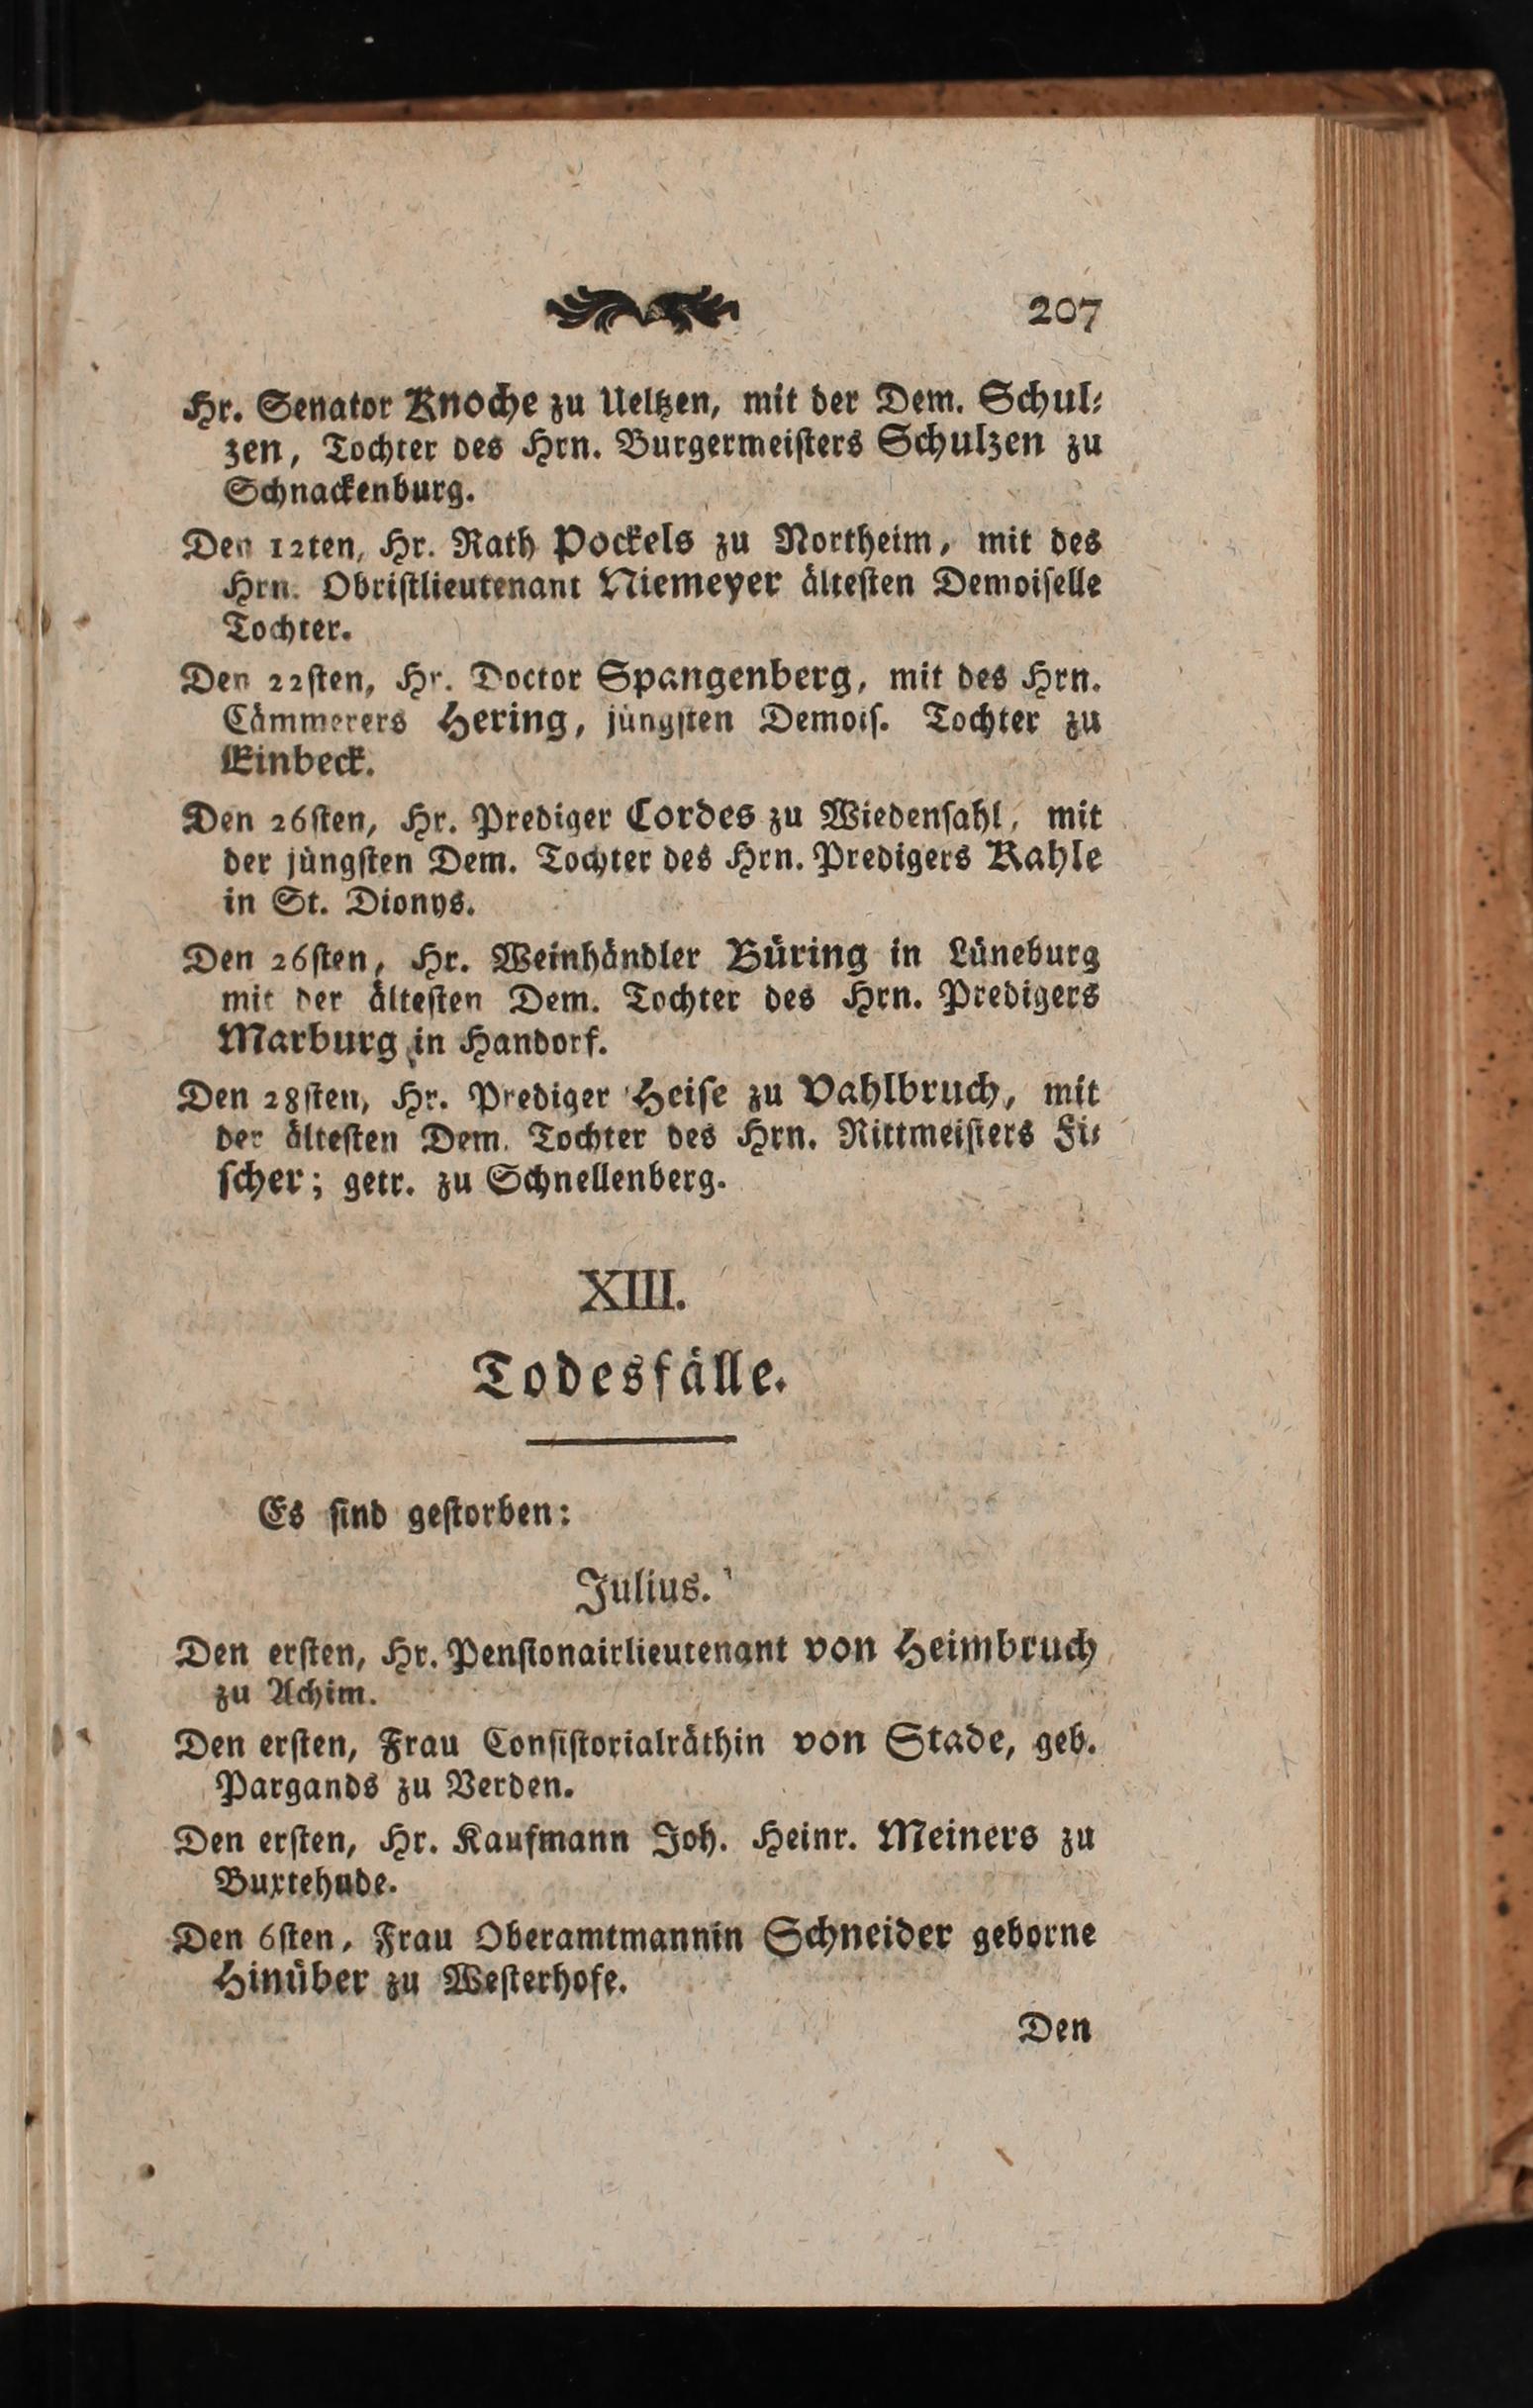 207
Hr. Senator Knoche zu Ueltzen, mit der Dem. Schul⸗
zen, Tochter des Hrn. Burgermeiſters Schulzen zu
Schnackenburg.
Den 12ten, Hr. Rath Pockels zu Northeim, mit des
Hrn. Obriſtlieutenant Niemeyer älteſten Demoiſelle
Tochter.
Den 22ſten, Hr. Doctor Spangenberg, mit des Hrn.
Cämmerers Hering, jüngſten Demoiſ. Tochter zu
Einbeck.
Den 26ſten, Hr. Prediger Cordes zu Wiedenſahl, mit
der jüngſten Dem. Tochter des Hrn. Predigers Rahle
in St. Dionys.
Den 26ſten, Hr. Weinhändler Büring in Lüneburg
mit der älteſten Dem. Tochter des Hrn. Predigers
Marburg in Handorf.
Den 28ſten, Hr. Prediger Heiſe zu Vahlbruch, mit
der älteſten Dem. Tochter des Hrn. Rittmeiſters Fi⸗
ſcher; getr. zu Schnellenberg.
XIII.
Todesfälle.
Es ſind geſtorben:
Julius.
Den erſten, Hr. Penſionairlieutenant von Heimbruch
zu Achim.
Den erſten, Frau Conſiſtorialräthin von Stade, geb.
Pargands zu Verden.
Den erſten, Hr. Kaufmann Joh. Heinr. Meiners zu
Buxtehude.
Den 6ſten, Frau Oberamtmannin Schneider geborne
Hinüber zu Weſterhofe.
Den